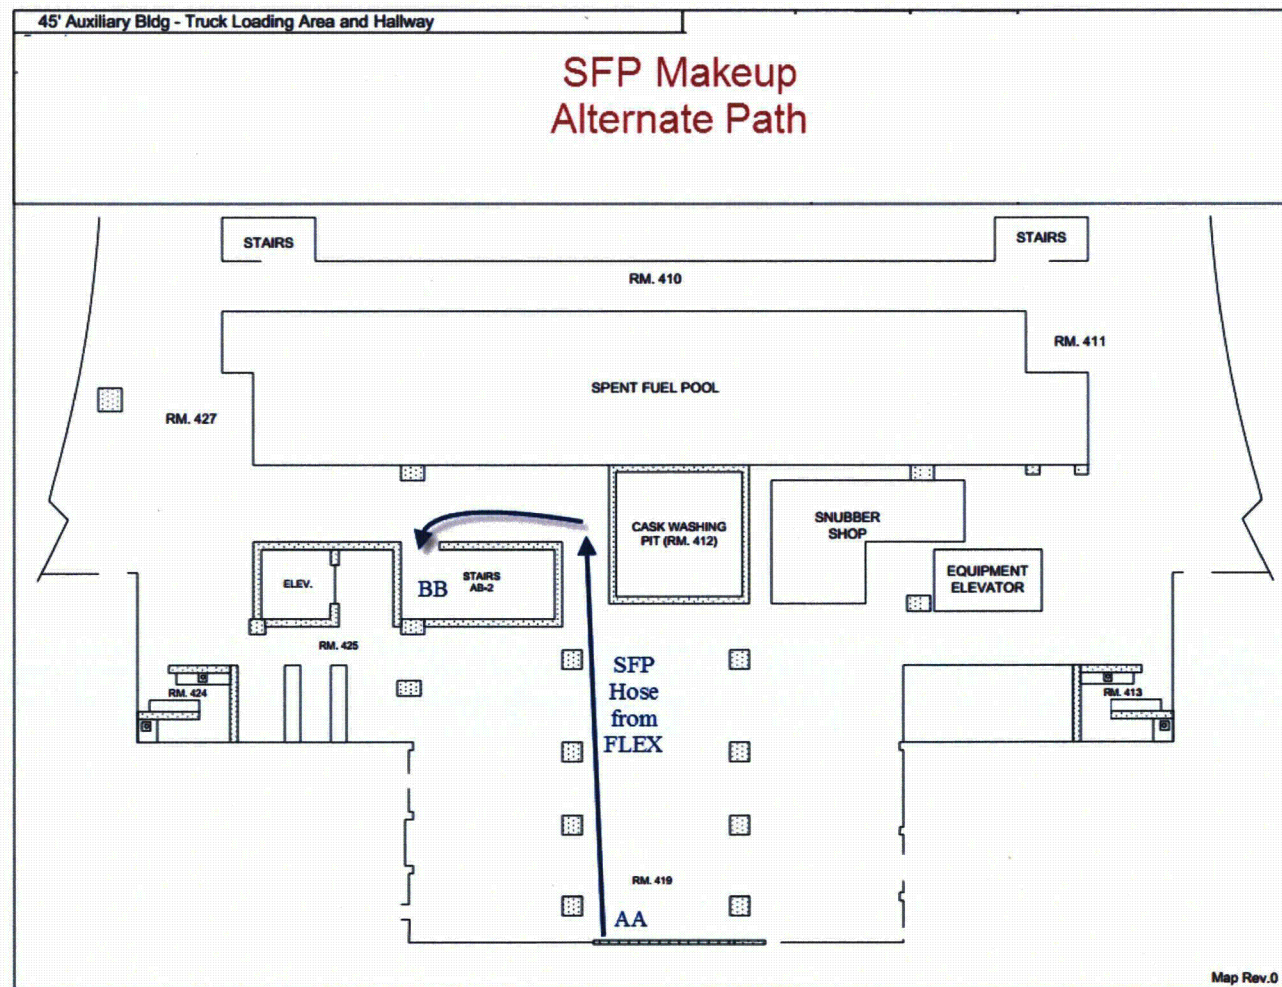 45' Auxiliary Bldg - Truck Loading Area and Hallway
SFP Makeup
Alternate Path
STAIRS
STAIRS
RM. 410
RM. 411
SPENT FUEL POOL
RM. 427
CASK WASHING
PIT (RM. 412)
SNUBBER
SHOP
ELEV.
STAIRS
AB-2
BB
EQUIPMENT
ELEVATOR
RM. 425
SFP
Hose
from
FLEX
RM. 424
RM. 413
RM. 419
AA
Map Rev.0